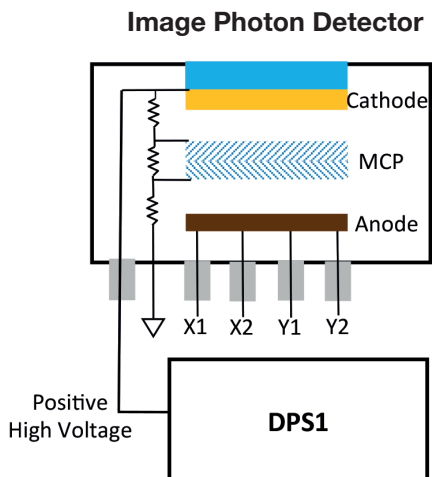 Image Photon Detector
Cathode
MCP
Anode
X1 X2 Y1 Y2
Positive
High Voltage
DPS1